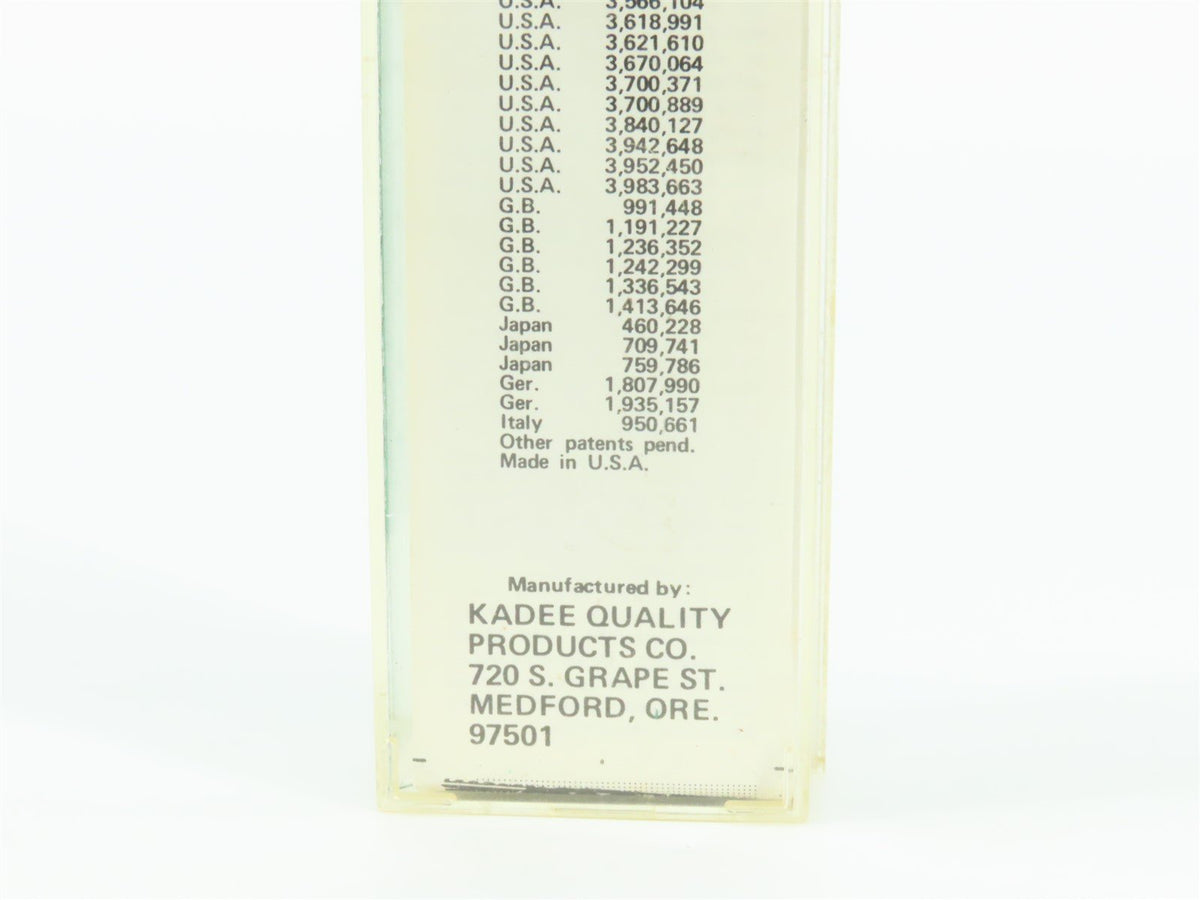 U.S.A. 3,566,104
U.S.A. 3,618,991
U.S.A. 3,621,610
U.S.A. 3,670,064
U.S.A. 3,700,371
U.S.A. 3,700,889
U.S.A. 3,840,127
U.S.A. 3,942,648
U.S.A. 3,952,450
U.S.A. 3,983,663
G.B. 991,448
G.B. 1,191,227
G.B. 1,236,352
G.B. 1,242,299
G.B. 1,336,543
G.B. 1,413,646
Japan 460,228
Japan 709,741
Japan 759,786
Ger. 1,807,990
Ger. 1,935,157
Italy 950,661
Other patents pend.
Made in U.S.A.
Manufactured by:
KADEE QUALITY
PRODUCTS CO.
720 S. GRAPE ST.
MEDFORD, ORE.
97501